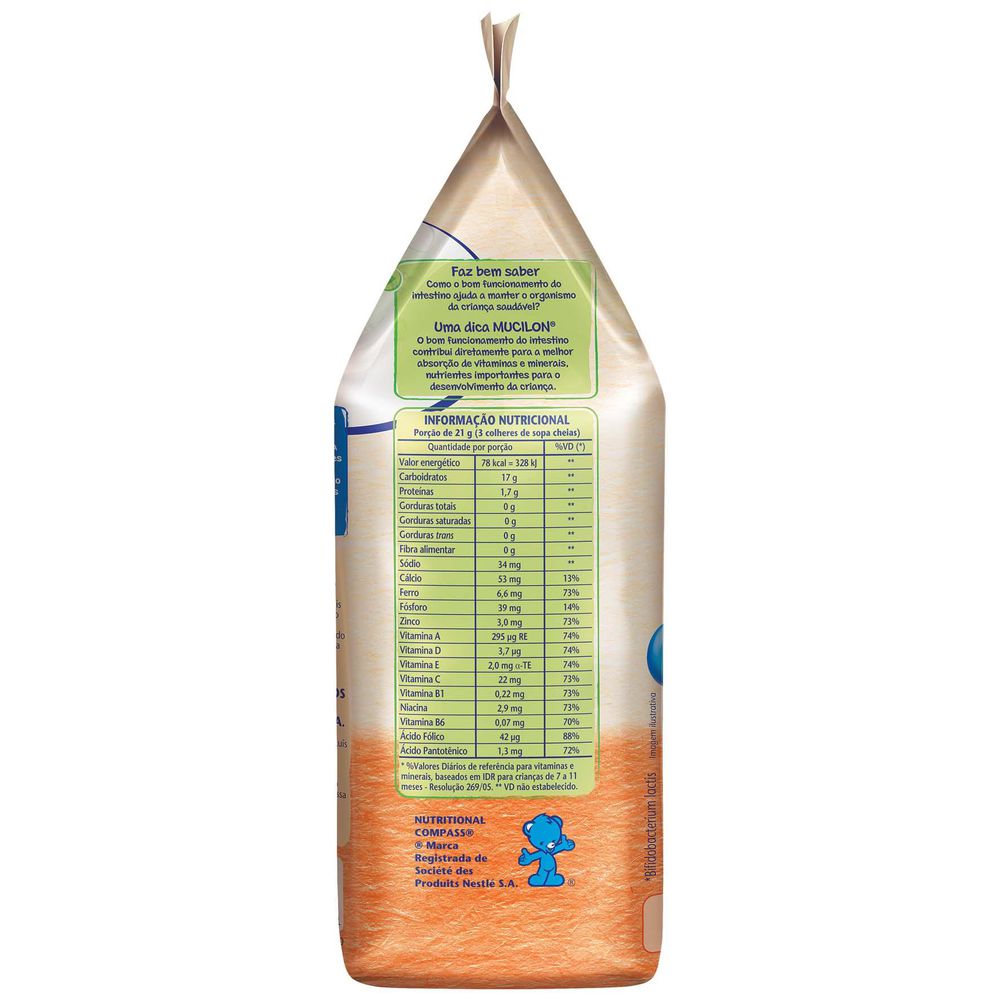 Faz bem saber
Como o bom funcionamento do
intestino ajuda a manter o organismo
da criança saudável?
Uma dica MUCILON®
O bom funcionamento do intestino
contribui diretamente para a melhor
absorção de vitaminas e minerais,
nutrientes importantes para o
desenvolvimento da criança.
INFORMAÇÃO NUTRICIONAL
Porção de 21 g (3 colheres de sopa cheias)
Quantidade por porção %VD (*)
Valor energético 78 kcal = 328 kJ **
Carboidratos 17 g **
Proteínas 1,7 g **
Gorduras totais 0 g **
Gorduras saturadas 0 g **
Gorduras trans 0 g **
Fibra alimentar 0 g **
Sódio 34 mg **
Cálcio 53 mg 13%
Ferro 6,6 mg 73%
Fósforo 39 mg 14%
Zinco 3,0 mg 73%
Vitamina A 295 µg RE 74%
Vitamina D 3,7 µg 74%
Vitamina E 2,0 mg α-TE 74%
Vitamina C 22 mg 73%
Vitamina B1 0,22 mg 73%
Niacina 2,9 mg 73%
Vitamina B6 0,07 mg 70%
Ácido Fólico 42 µg 88%
Ácido Pantotênico 1,3 mg 72%
* %Valores Diários de referência para vitaminas e
minerais, baseados em IDR para crianças de 7 a 11
meses - Resolução 269/05. ** VD não estabelecido.
NUTRITIONAL
COMPASS®
® Marca
Registrada de
Société des
Produits Nestlé S.A.
®
*Bifidobacterium lactis
Imagem ilustrativa